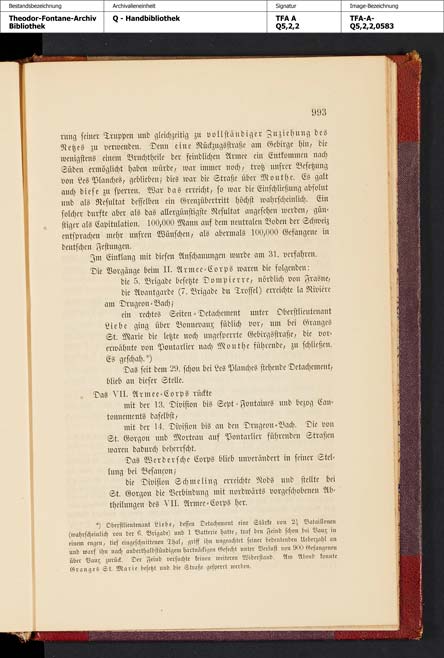 Bestandsbezeichnung
Theodor-Fontane-Archiv
Bibliothek
Archivalieneinheit
Q - Handbibliothek
Signatur
TFA A
Q5,2,2
Image-Bezeichnung
TFA-A-
Q5,2,2,0583
993
rung seiner Truppen und gleichzeitig zu vollständiger Zuziehung des
Netzes zu verwenden. Denn eine Rückzugsstraße am Gebirge hin, die
wenigstens einem Bruchtheile der feindlichen Armee ein Entkommen nach
Süden ermöglicht haben würde, war immer noch, trotz unsrer Besetzung
von Les Planches, geblieben; dies war die Straße über Mouthe. Es galt
auch diese zu sperren. War das erreicht, so war die Einschließung absolut
und als Resultat desselben ein Grenzübertritt höchst wahrscheinlich. Ein
solcher durfte aber als das allergünstigste Resultat angesehen werden, gün-
stiger als Capitulation. 100,000 Mann auf dem neutralen Boden der Schweiz
entsprachen mehr unsren Wünschen, als abermals 100,000 Gefangene in
deutschen Festungen.
Im Einklang mit diesen Anschauungen wurde am 31. verfahren.
Die Vorgänge beim II. Armee-Corps waren die folgenden:
die 5. Brigade besetzte Dompierre, nördlich von Frasne,
die Avantgarde (7. Brigade du Trossel) erreichte la Rivière
am Drugeon-Bach;
ein rechtes Seiten-Detachement unter Oberstlieutenant
Liebe ging über Bonnevaux südlich vor, um bei Granges
St. Marie die letzte noch ungesperrte Gebirgsstraße, die vor-
erwähnte von Pontarlier nach Mouthe führende, zu schließen.
Es geschah.*)
Das seit dem 29. schon bei Les Planches stehende Detachement,
blieb an dieser Stelle.
Das VII. Armee-Corps rückte
mit der 13. Division bis Sept-Fontaines und bezog Can-
tonnements daselbst,
mit der 14. Division bis an den Drugeon-Bach. Die von
St. Gorgon und Morteau auf Pontarlier führenden Straßen
waren dadurch beherrscht.
Das Werdersche Corps blieb unverändert in seiner Stel-
lung bei Besançon;
die Division Schmeling erreichte Nods und stellte bei
St. Gorgon die Verbindung mit nordwärts vorgeschobenen Ab-
theilungen des VII. Armee-Corps her.
*) Oberstlieutenant Liebe, dessen Detachement eine Stärke von 2½ Bataillonen
(wahrscheinlich von der 6. Brigade) und 1 Batterie hatte, traf den Feind schon bei Vaux in
einem engen, tief eingeschnittenen Thal, griff ihn ungeachtet seiner bedeutenden Ueberzahl an
und warf ihn nach anderthalbstündigem hartnäckigen Gefecht unter Verlust von 900 Gefangenen
über Vaux zurück. Der Feind versuchte keinen weiteren Widerstand. Am Abend konnte
Granges St. Marie besetzt und die Straße gesperrt werden.